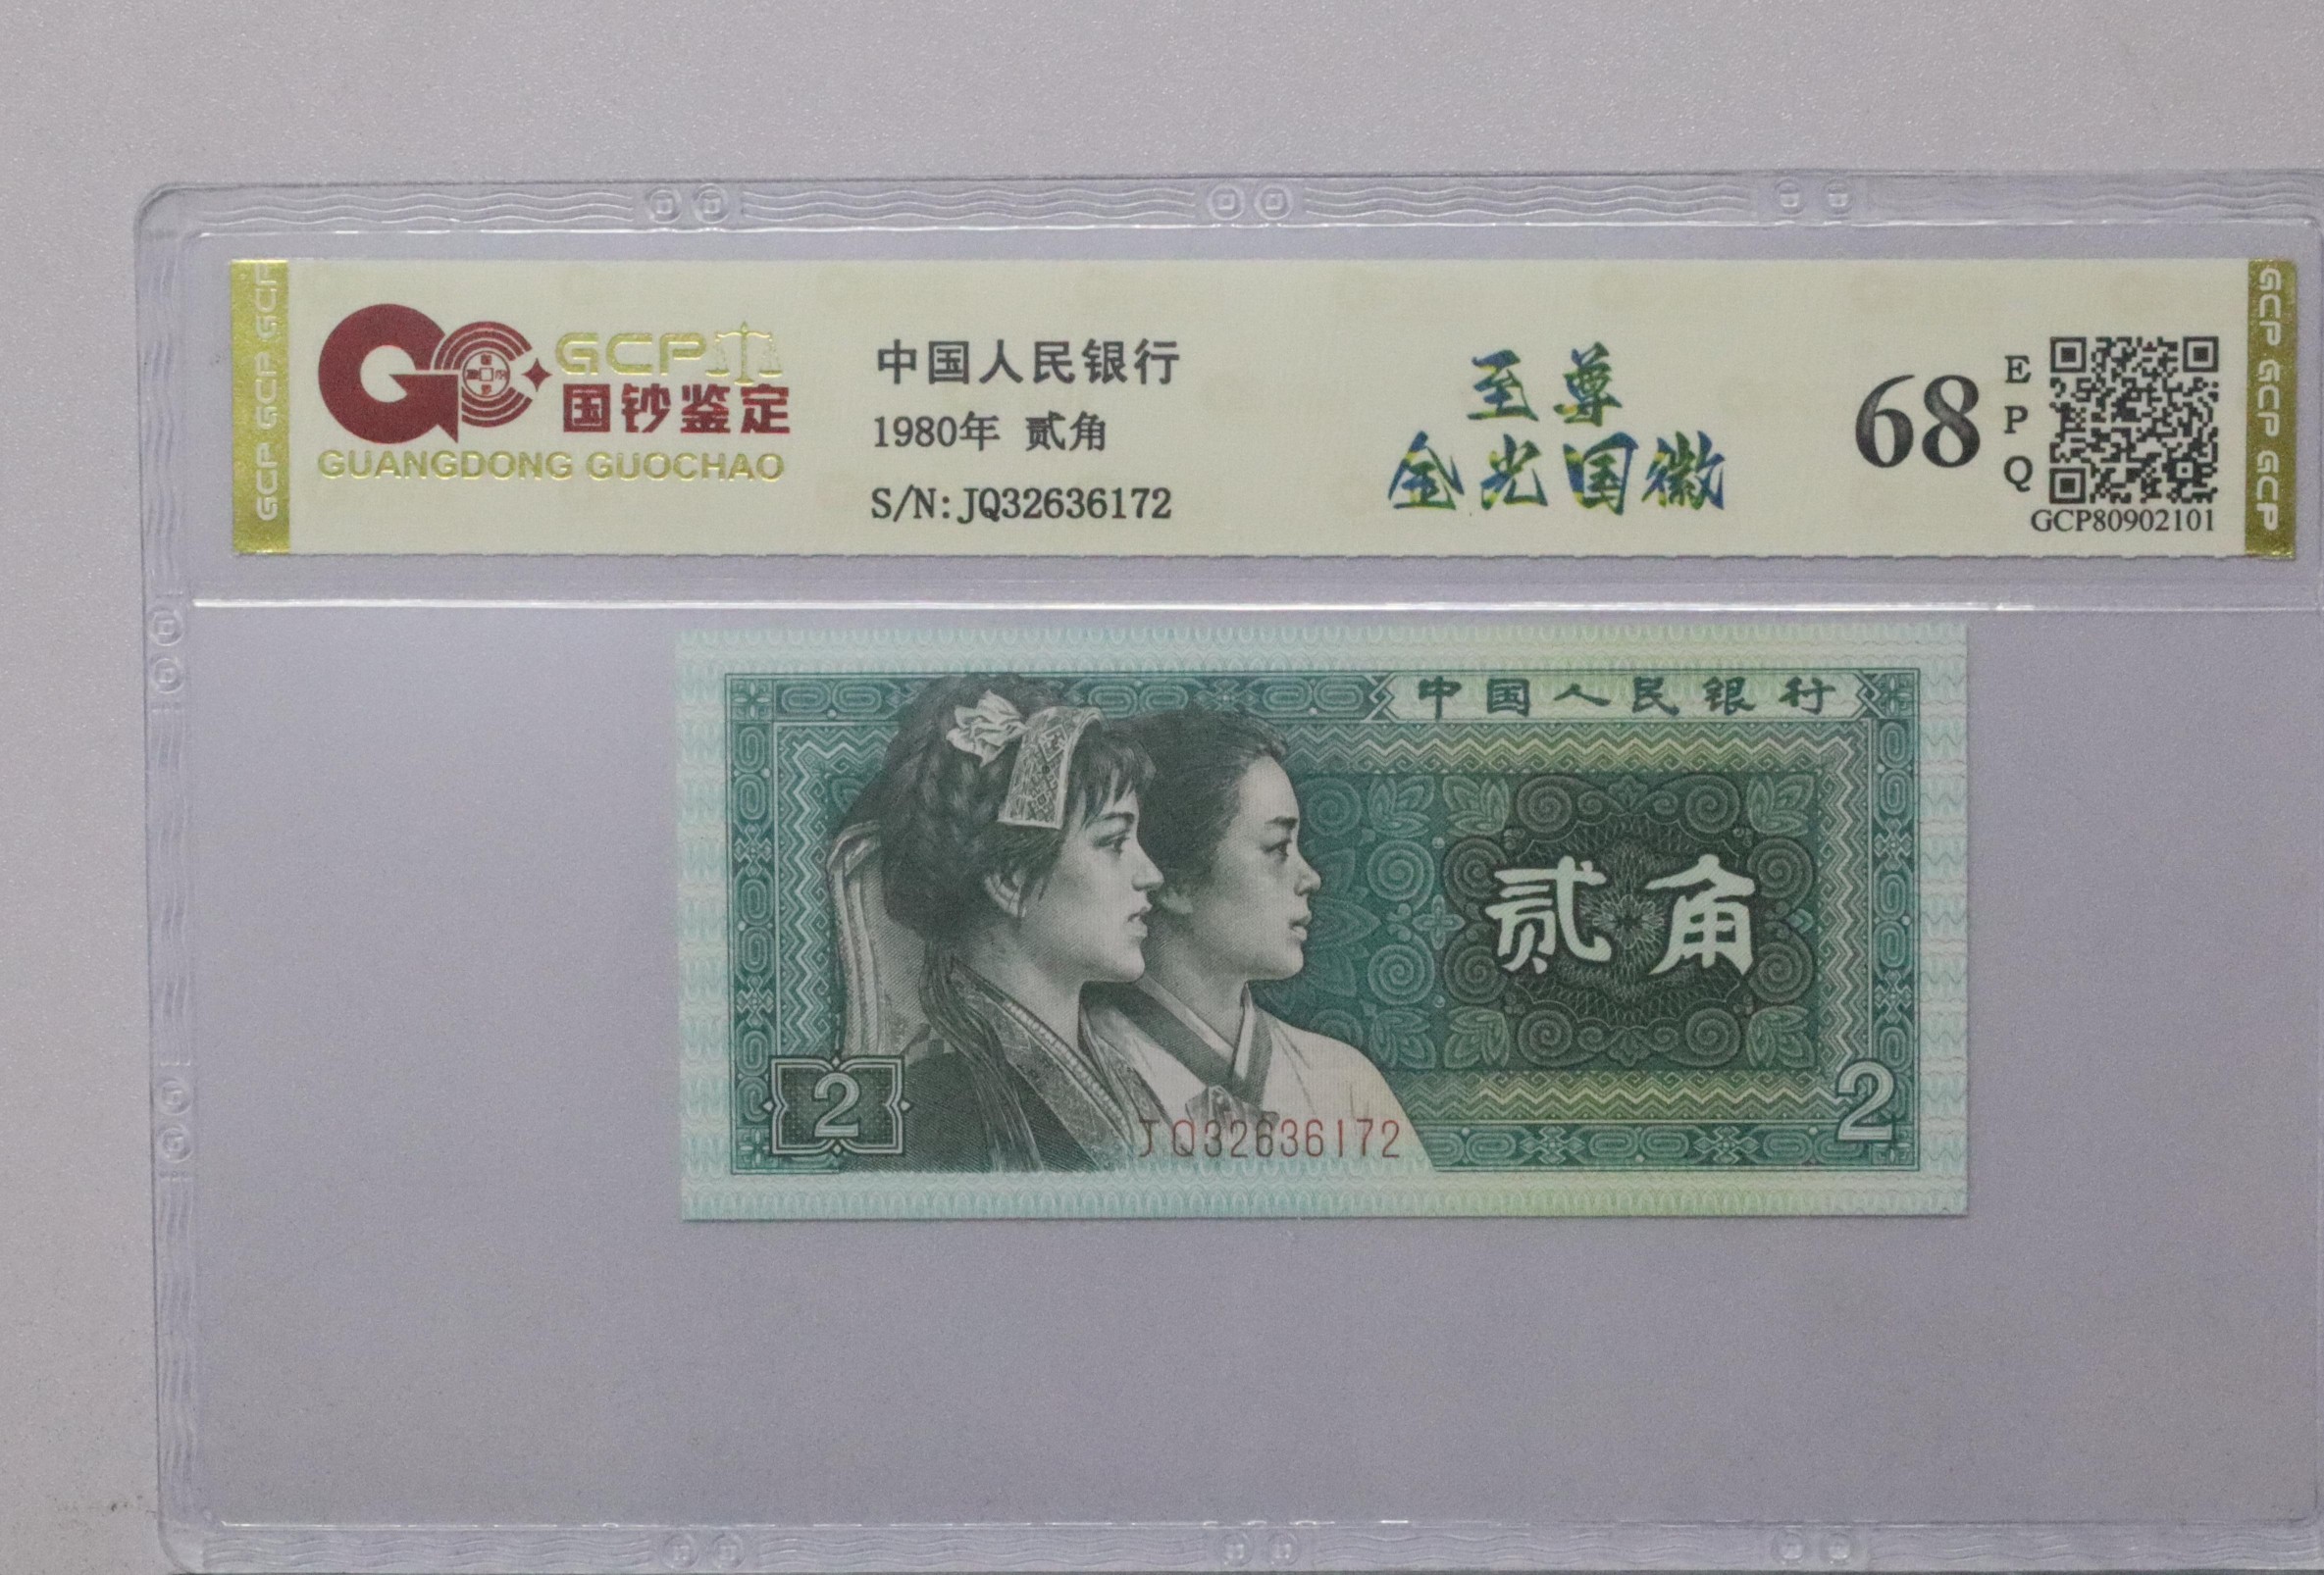 GCP GCP GCP
GCP
国钞鉴定
GUANGDONG GUOCHAO
中国人民银行
1980年 贰角
S/N:JQ32636172
至尊
金光国徽
68
E
P
Q
GCP80902101
GCP GCP GCP
中国人民银行
贰角
2
JQ32636172
2